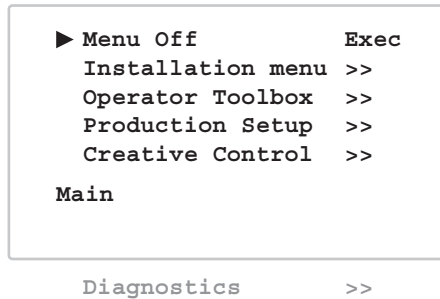 ▶ Menu Off Exec
Installation menu >>
Operator Toolbox >>
Production Setup >>
Creative Control >>
Main
Diagnostics >>